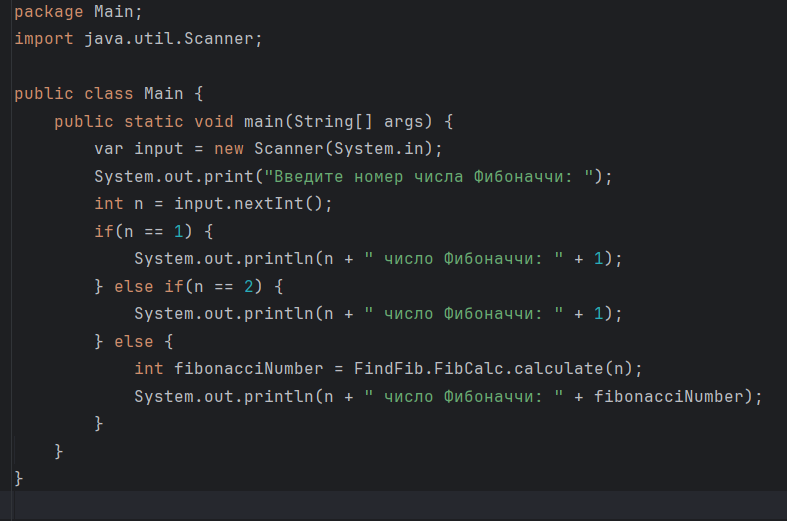 package Main;
import java.util.Scanner;

public class Main {
    public static void main(String[] args) {
        var input = new Scanner(System.in);
        System.out.print("Введите номер числа Фибоначчи: ");
        int n = input.nextInt();
        if(n == 1) {
            System.out.println(n + " число Фибоначчи: " + 1);
        } else if(n == 2) {
            System.out.println(n + " число Фибоначчи: " + 1);
        } else {
            int fibonacciNumber = FindFib.FibCalc.calculate(n);
            System.out.println(n + " число Фибоначчи: " + fibonacciNumber);
        }
    }
}